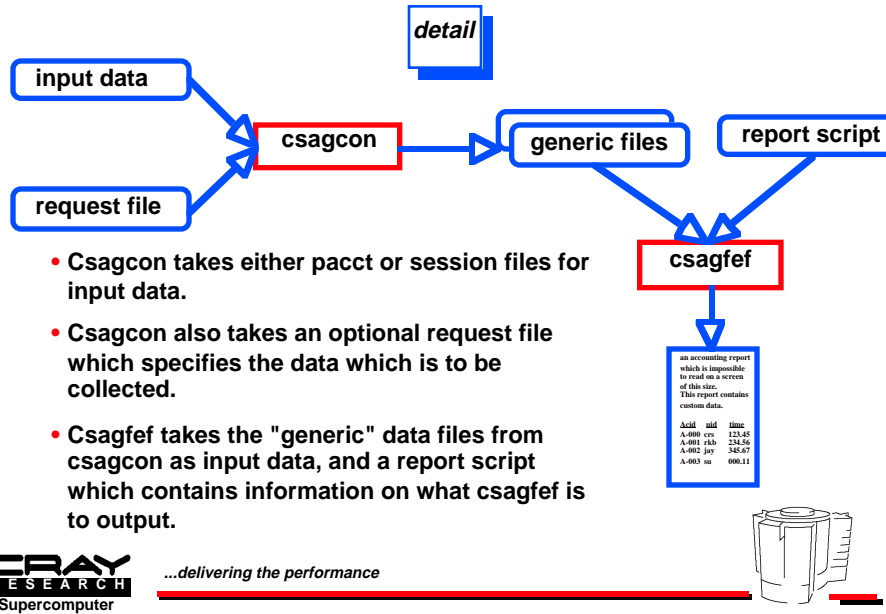 detail
input data
csagcon
generic files
report script
request file
csagfef
• Csagcon takes either pacct or session files for
input data.
• Csagcon also takes an optional request file
which specifies the data which is to be
collected.
• Csagfef takes the "generic" data files from
csagcon as input data, and a report script
which contains information on what csagfef is
to output.
an accounting report
which is impossible
to read on a screen
of this size.
This report contains
custom data.
Acid uid time
A-000 crs 123.45
A-001 rkb 234.56
A-002 jay 345.67
A-003 su 000.11
CRAY
ESEARCH
Supercomputer
...delivering the performance